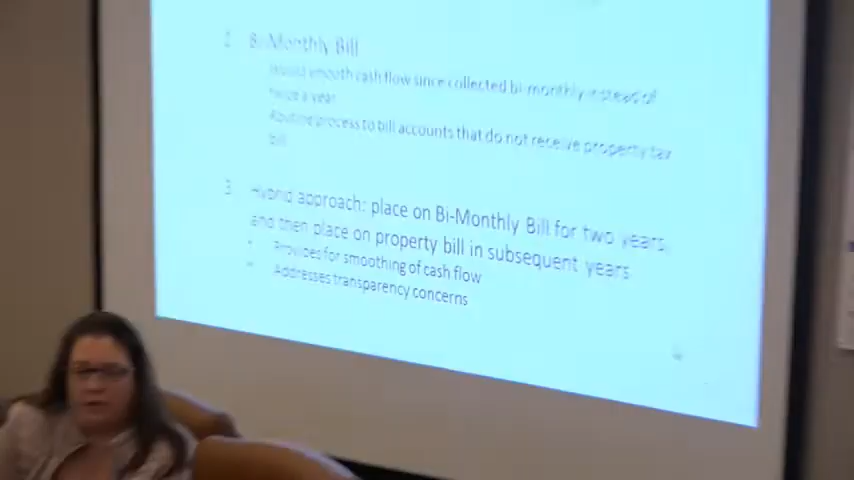 2. Bi-Monthly Bill
Would smooth cash flow since collected bi-monthly instead of
twice a year
Routine process to bill accounts that do not receive property tax
bill
3. Hybrid approach: place on Bi-Monthly Bill for two years,
and then place on property bill in subsequent years
• Provides for smoothing of cash flow
• Addresses transparency concerns